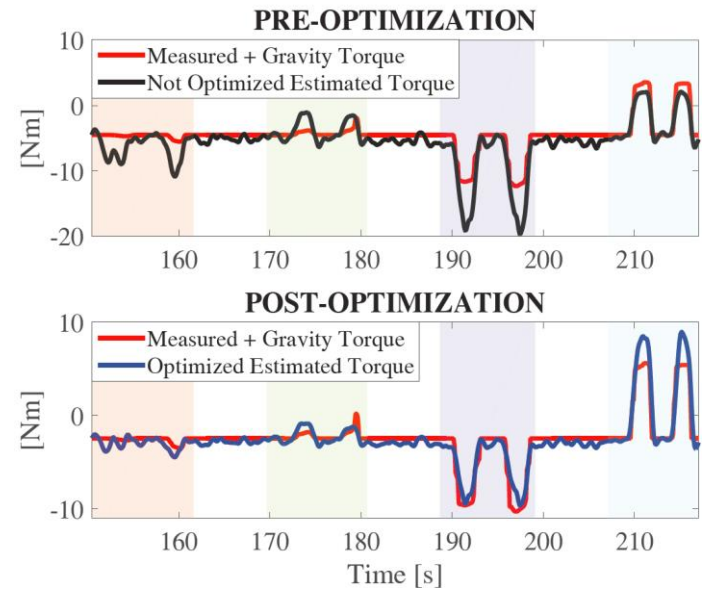 PRE-OPTIMIZATION
10
Measured + Gravity Torque
Not Optimized Estimated Torque
0
[Nm]
-10
-20
160 170 180 190 200 210
POST-OPTIMIZATION
10
Measured + Gravity Torque
Optimized Estimated Torque
0
[Nm]
-10
160 170 180 190 200 210
Time [s]